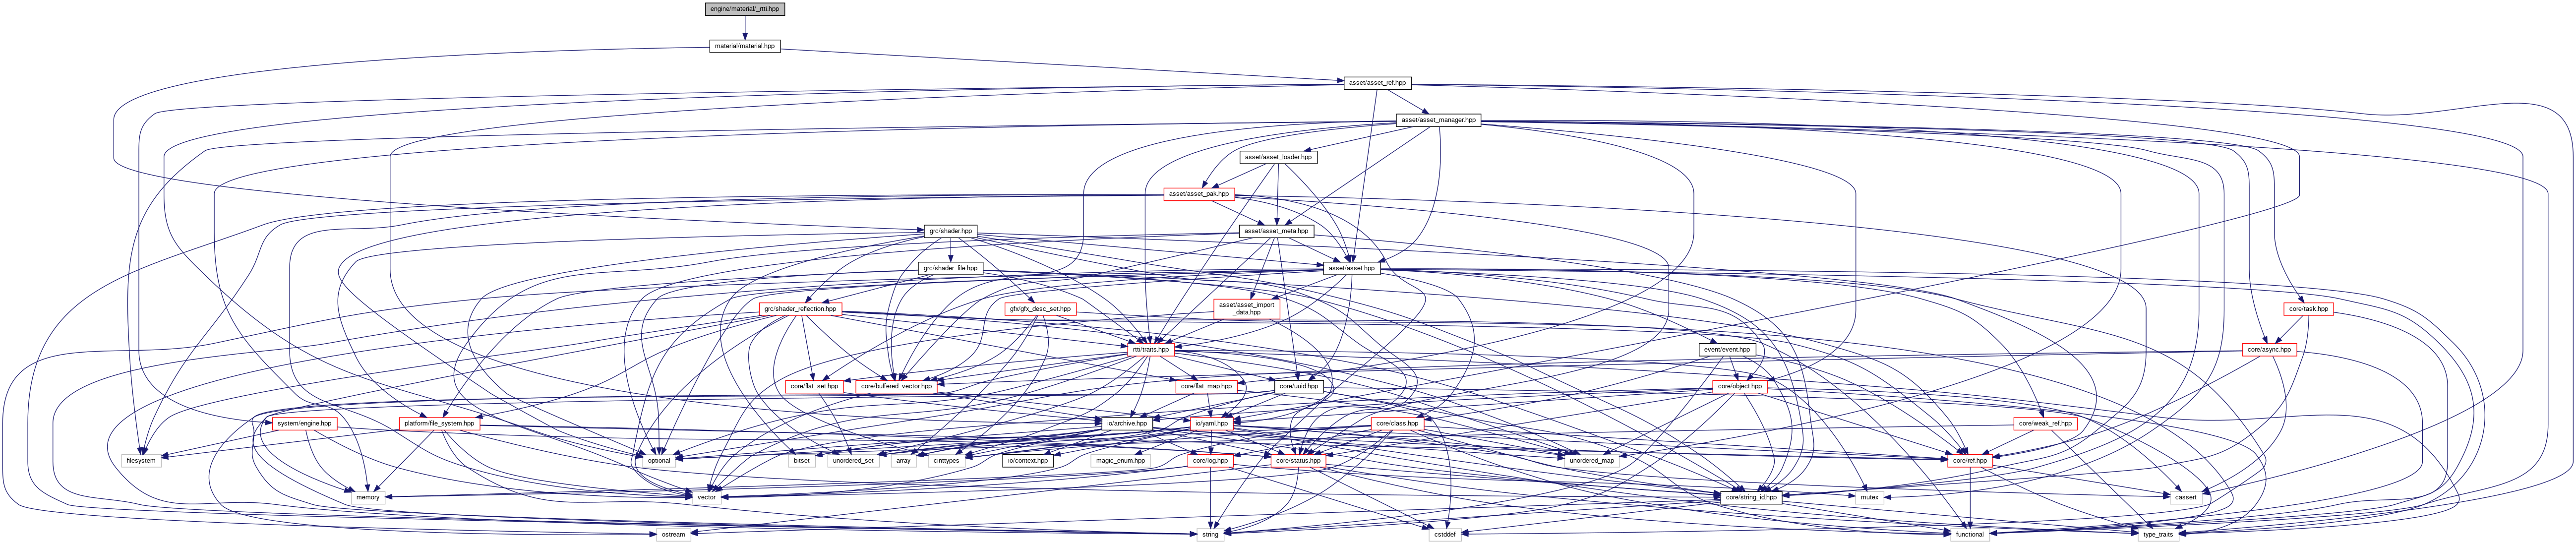 engine/material/_rtti.hpp
material/material.hpp
asset/asset_ref.hpp
asset/asset_manager.hpp
asset/asset_loader.hpp
asset/asset_pak.hpp
grc/shader.hpp
asset/asset_meta.hpp
grc/shader_file.hpp
asset/asset.hpp
grc/shader_reflection.hpp
gfx/gfx_desc_set.hpp
asset/asset_import
_data.hpp
core/task.hpp
rtti/traits.hpp
event/event.hpp
core/async.hpp
core/flat_set.hpp
core/buffered_vector.hpp
core/flat_map.hpp
core/uuid.hpp
core/object.hpp
system/engine.hpp
platform/file_system.hpp
io/archive.hpp
io/yaml.hpp
core/class.hpp
core/weak_ref.hpp
filesystem
optional
bitset
unordered_set
array
cinttypes
io/context.hpp
magic_enum.hpp
core/log.hpp
core/status.hpp
unordered_map
core/ref.hpp
memory
vector
core/string_id.hpp
mutex
cassert
ostream
string
cstddef
functional
type_traits